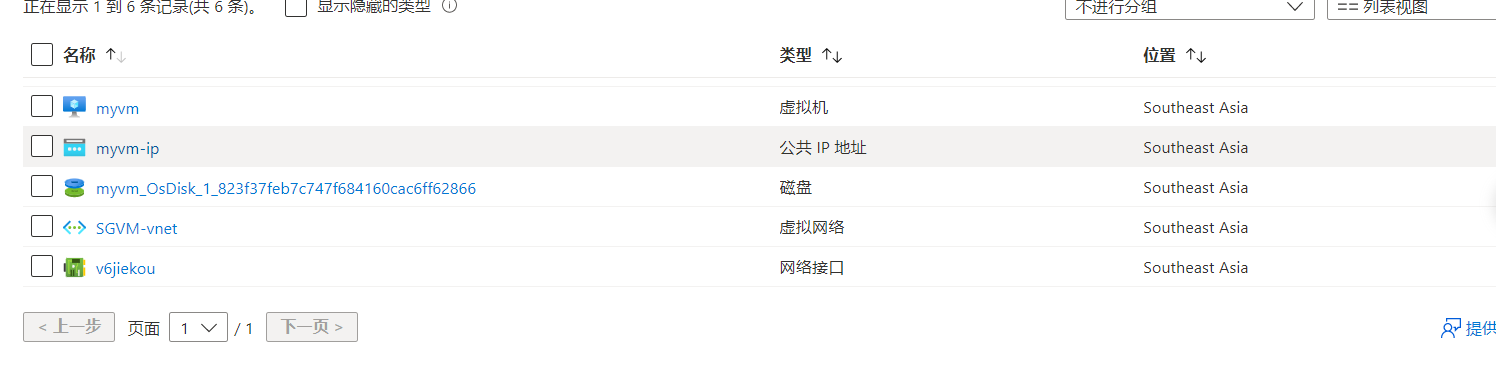 正在显示 1 到 6 条记录(共 6 条)。 显示隐藏的类型 不进行分组 == 列表视图
名称 ↑↓ 类型 ↑↓ 位置 ↑↓
myvm 虚拟机 Southeast Asia
myvm-ip 公共 IP 地址 Southeast Asia
myvm_OsDisk_1_823f37feb7c747f684160cac6ff62866 磁盘 Southeast Asia
SGVM-vnet 虚拟网络 Southeast Asia
v6jiekou 网络接口 Southeast Asia
< 上一步 页面 1 / 1 下一页 > 提供